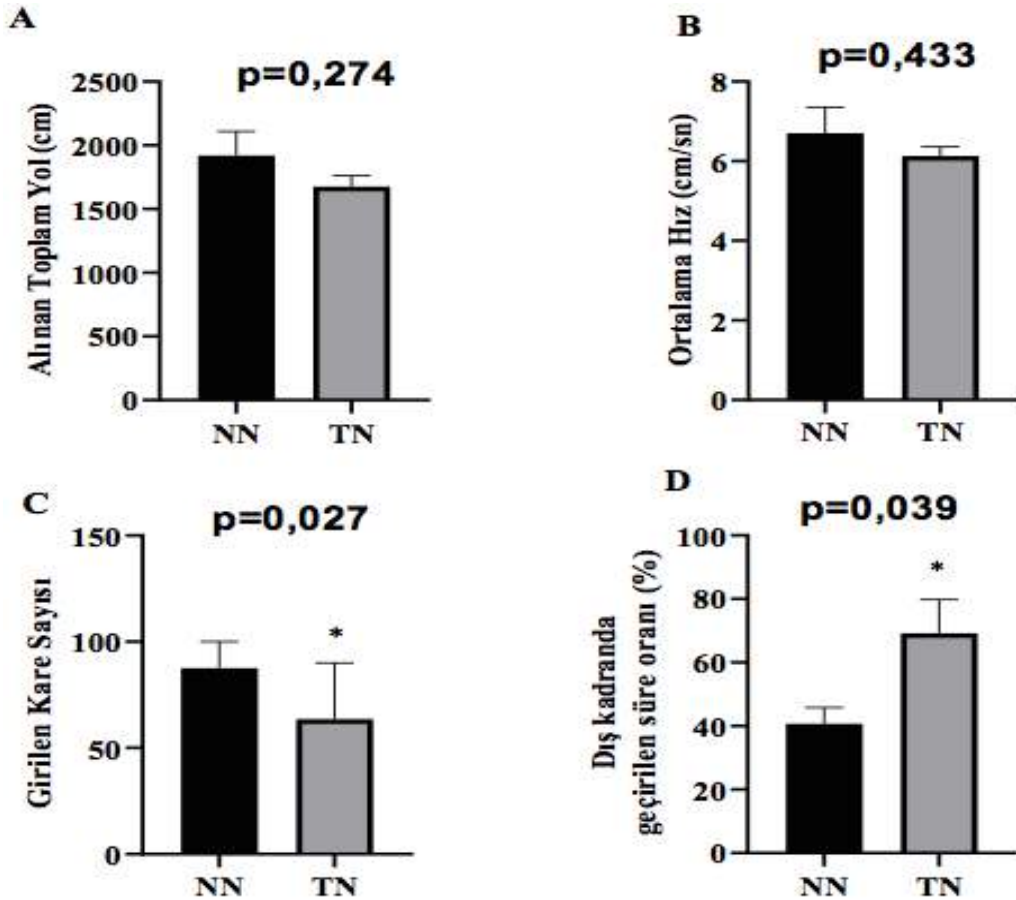 A
p=0,274
Alınan Toplam Yol (cm)
2500
2000
1500
1000
500
0
NN TN
B
p=0,433
Ortalama Hız (cm/sn)
8
6
4
2
0
NN TN
C
p=0,027
Girilen Kare Sayısı
150
100
50
0
*
NN TN
D
p=0,039
Dış kadranda
geçirilen süre oranı (%)
100
80
60
40
20
0
*
NN TN